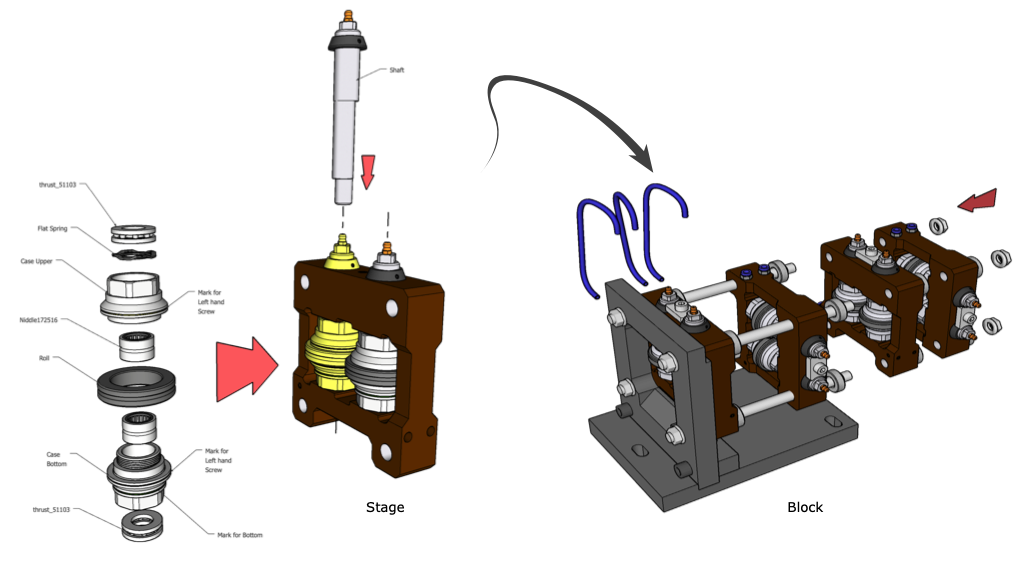 Shaft
thrust_51103
Flat Spring
Case Upper
Mark for
Left hand
Screw
Niddle172516
Roll
Case
Bottom
Mark for
Left hand
Screw
thrust_51103
Mark for Bottom
Stage
Block